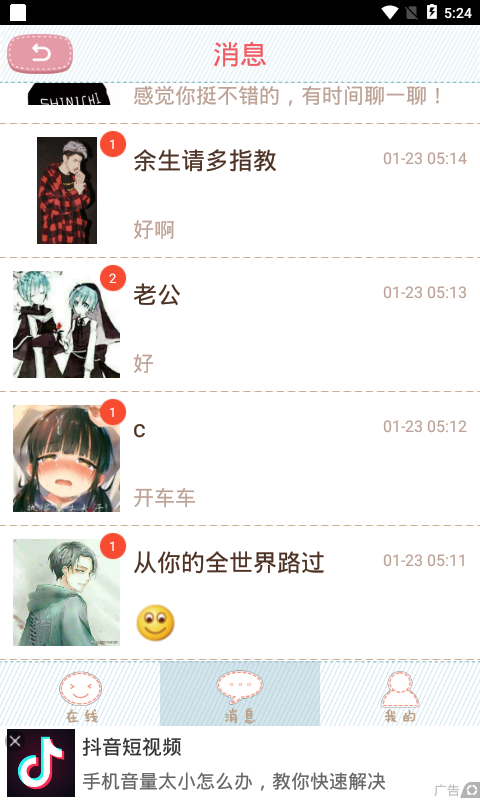 5:24
消息
SHINICHI
感觉你挺不错的，有时间聊一聊！
1
余生请多指教
01-23 05:14
好啊
2
老公
01-23 05:13
好
1
c
01-23 05:12
开车车
1
从你的全世界路过
01-23 05:11
在线
消息
我的
抖音短视频
手机音量太小怎么办，教你快速解决
广告